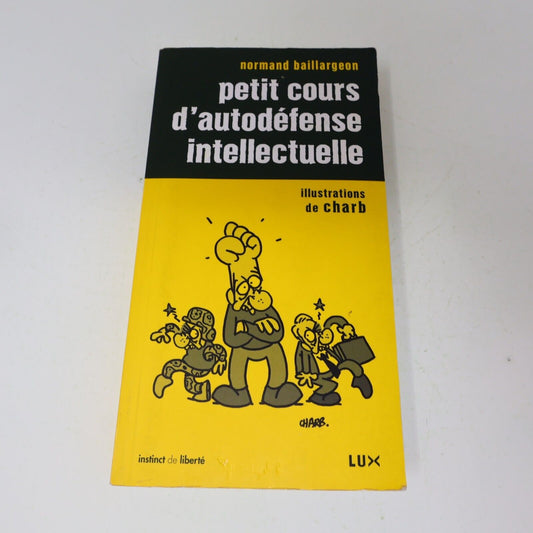 normand baillargeon
petit cours
d'autodéfense
intellectuelle
illustrations
de charb
CHARB.
instinct de liberté
LUX